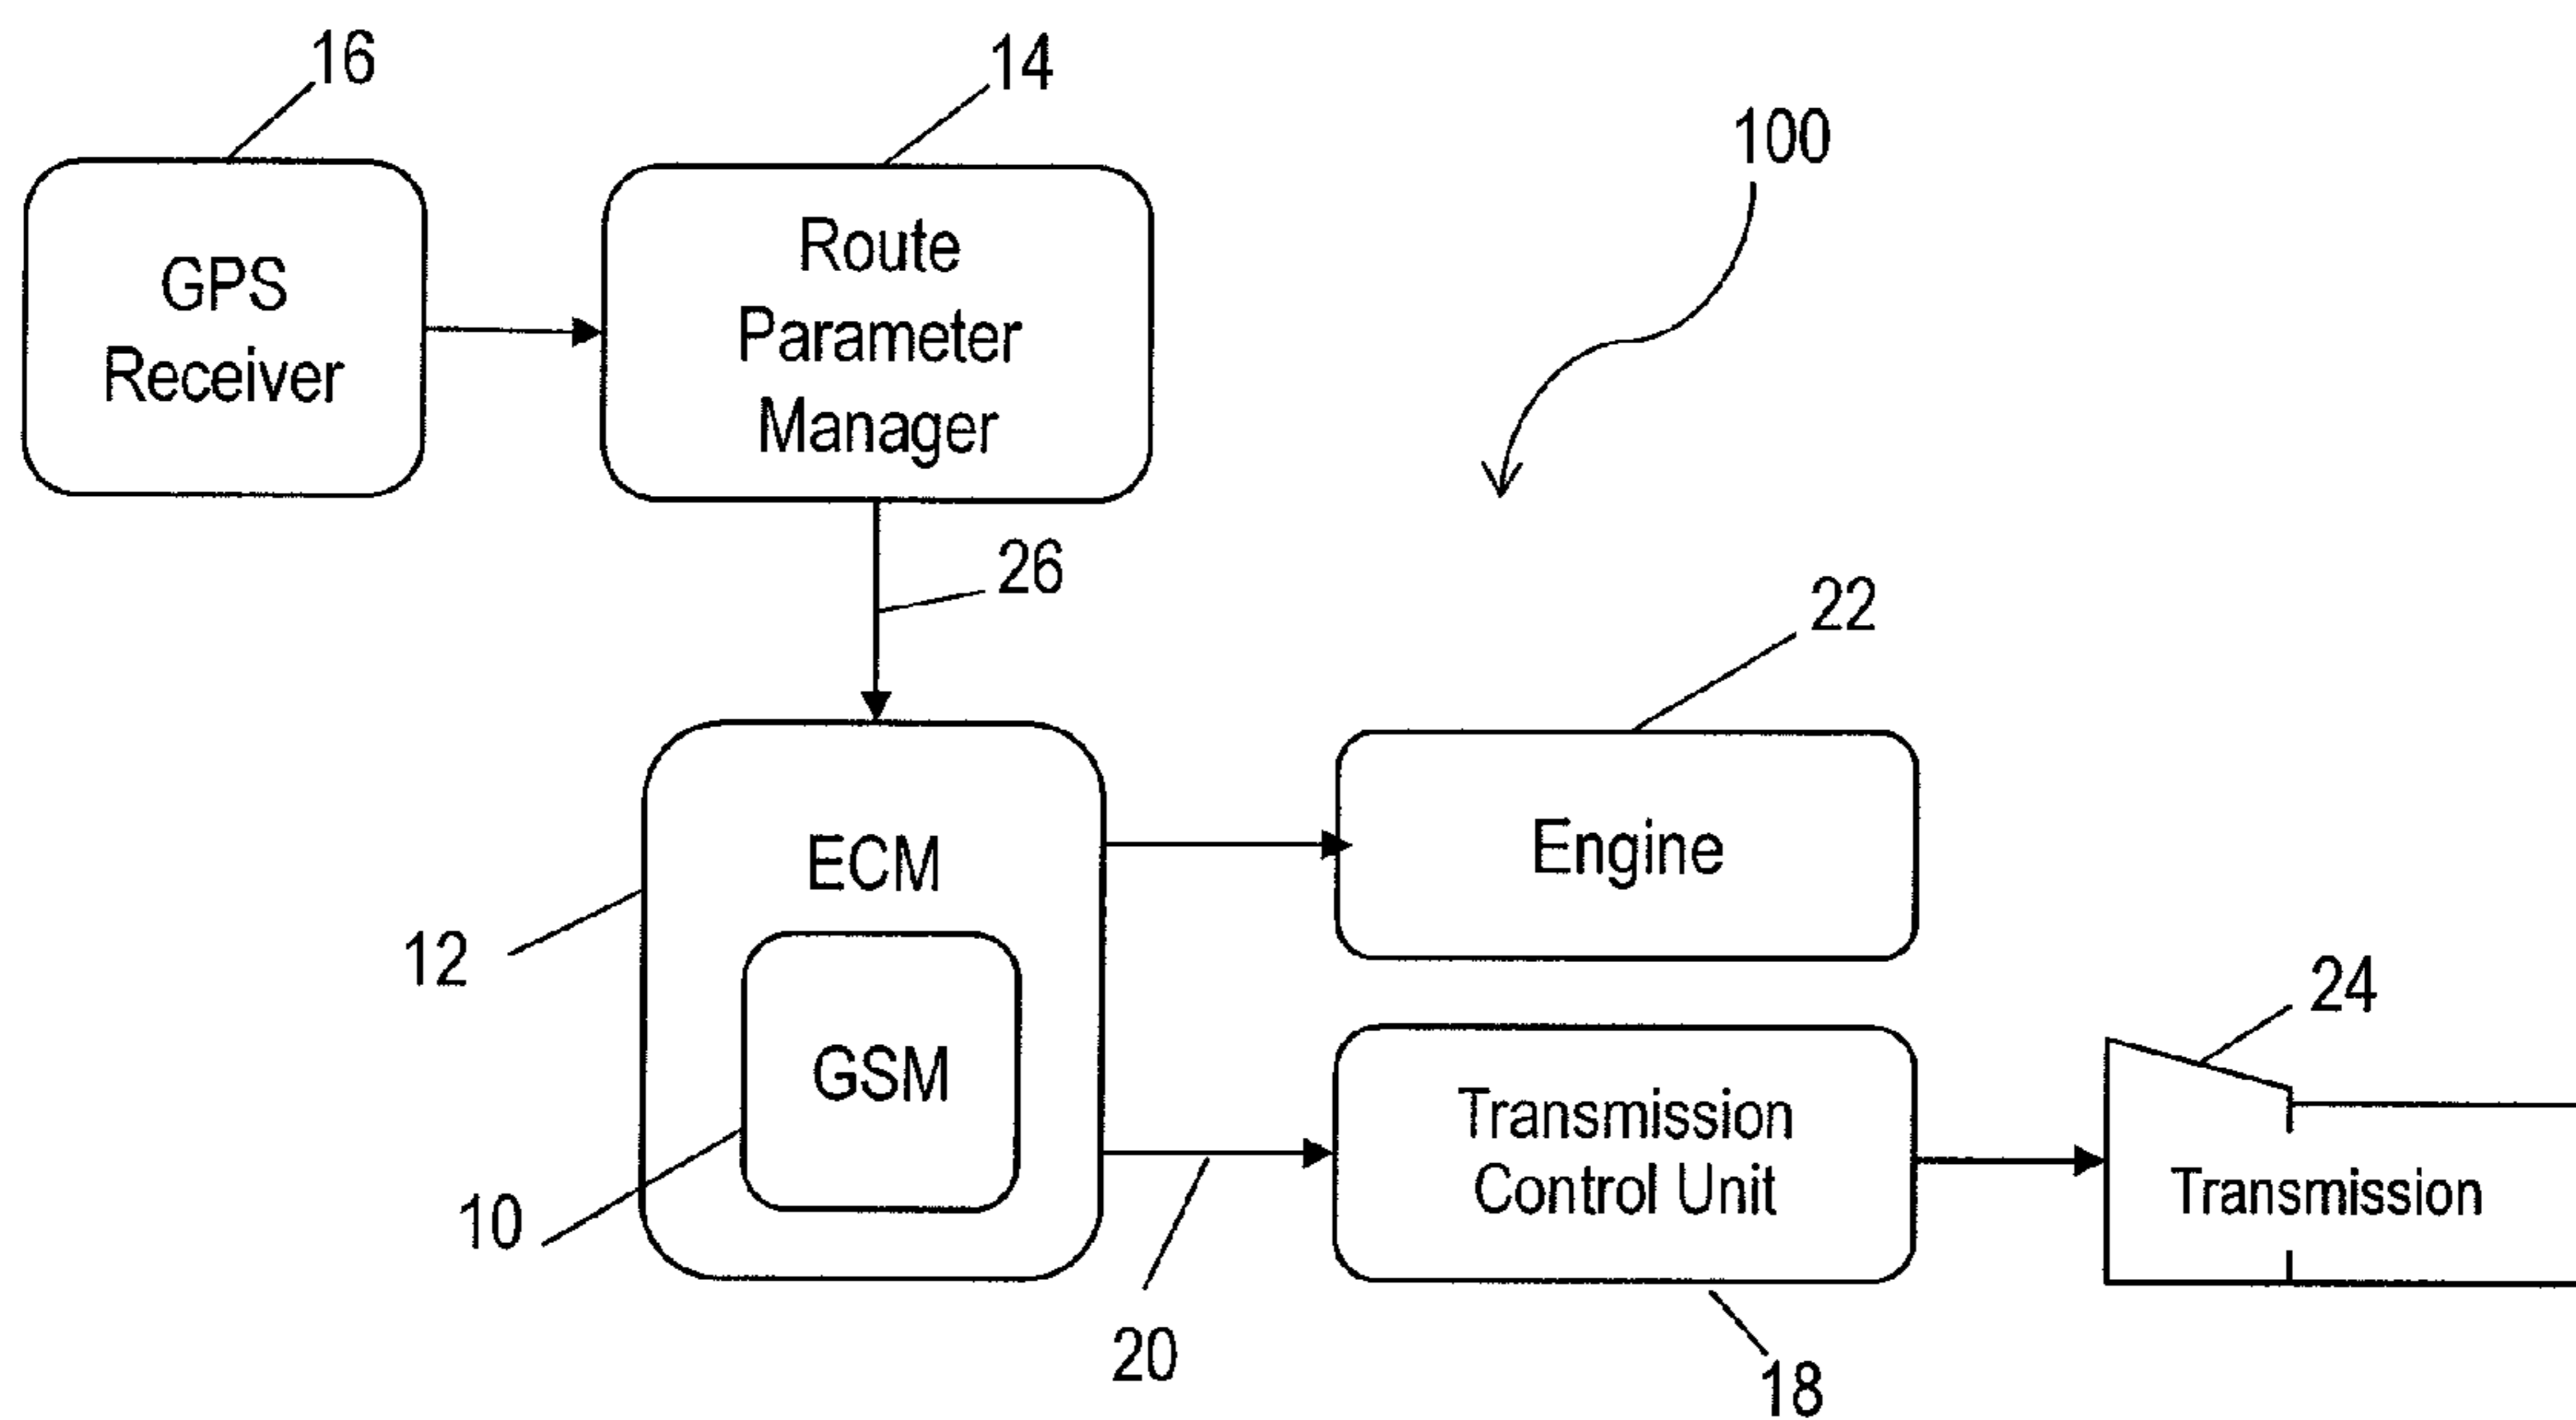 16
14
100
GPS
Receiver
Route
Parameter
Manager
26
22
ECM
Engine
12
24
GSM
10
Transmission
Control Unit
Transmission
20
18